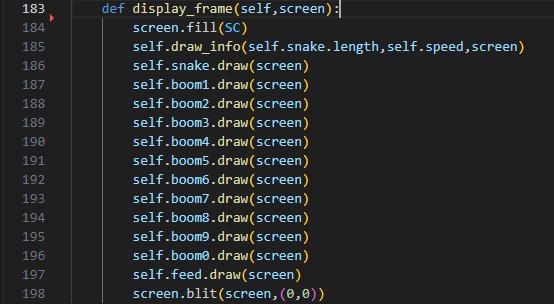 183 def display_frame(self,screen):
184 screen.fill(SC)
185 self.draw_info(self.snake.length,self.speed,screen)
186 self.snake.draw(screen)
187 self.boom1.draw(screen)
188 self.boom2.draw(screen)
189 self.boom3.draw(screen)
190 self.boom4.draw(screen)
191 self.boom5.draw(screen)
192 self.boom6.draw(screen)
193 self.boom7.draw(screen)
194 self.boom8.draw(screen)
195 self.boom9.draw(screen)
196 self.boom0.draw(screen)
197 self.feed.draw(screen)
198 screen.blit(screen,(0,0))